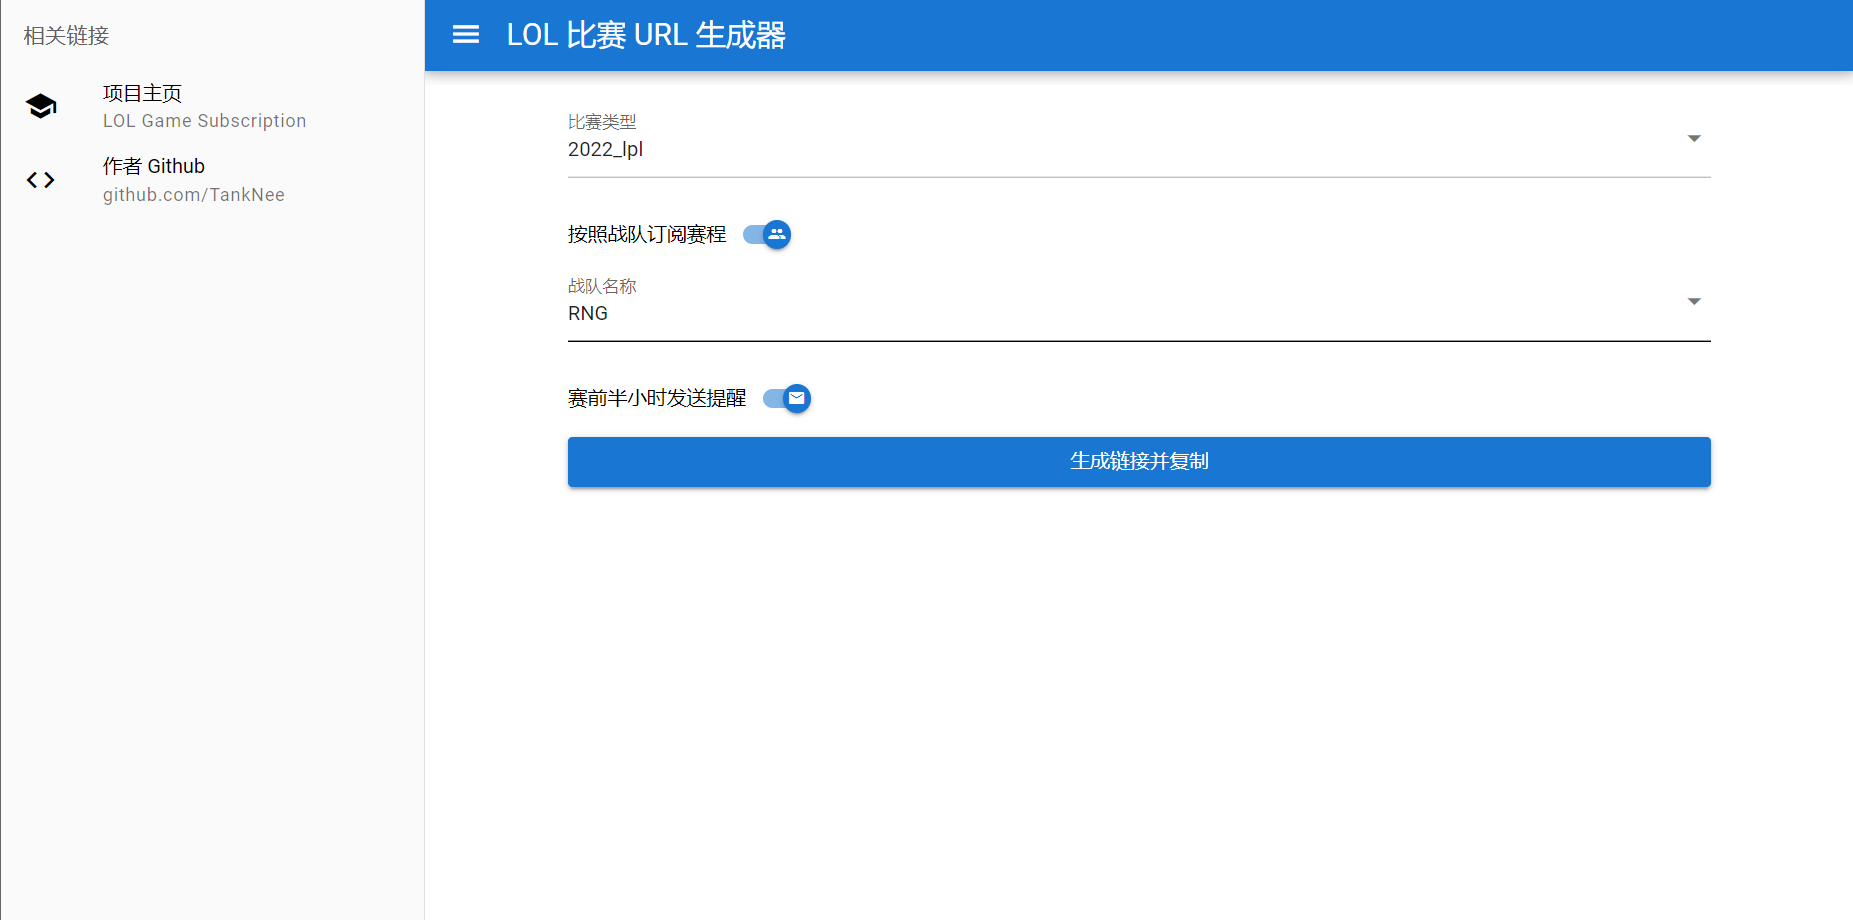 相关链接
项目主页
LOL Game Subscription
作者 Github
github.com/TankNee
LOL 比赛 URL 生成器
比赛类型
2022_lpl
按照战队订阅赛程
战队名称
RNG
赛前半小时发送提醒
生成链接并复制